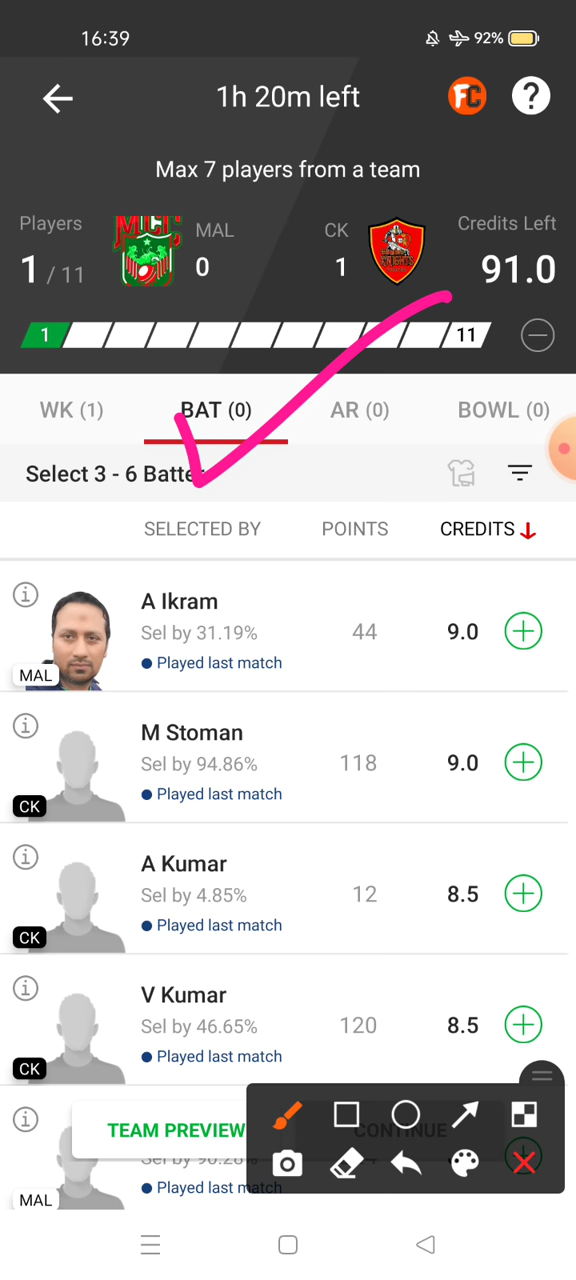 16:39
92%
1h 20m left
FC
?
Max 7 players from a team
Players
MAL
CK
Credits Left
1 / 11
0
1
91.0
KNIGHTS
1
11
WK (1)
BAT (0)
AR (0)
BOWL (0)
Select 3 - 6 Batte
SELECTED BY
POINTS
CREDITS
A Ikram
Sel by 31.19%
44
9.0
Played last match
MAL
M Stoman
Sel by 94.86%
118
9.0
Played last match
CK
A Kumar
Sel by 4.85%
12
8.5
Played last match
CK
V Kumar
Sel by 46.65%
120
8.5
Played last match
CK
TEAM PREVIEW
CONTINUE
Sel by 90.28%
Played last match
MAL